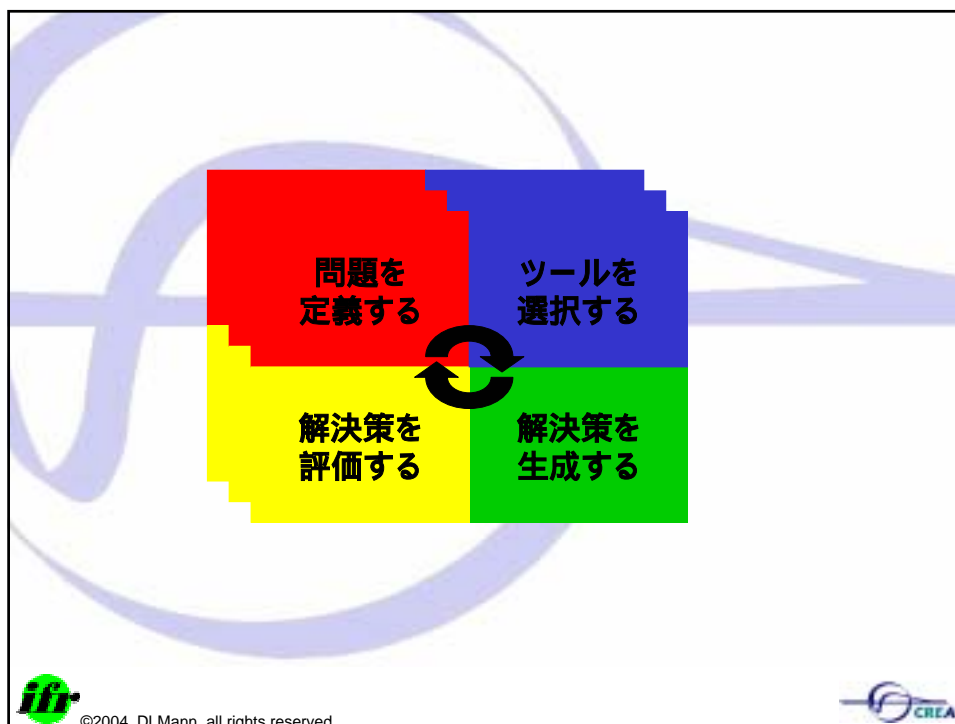 問題を
定義する
ツールを
選択する
解決策を
評価する
解決策を
生成する
ifr
©2004, DLMann, all rights reserved
CREA